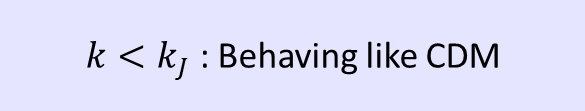 k < k_J : Behaving like CDM